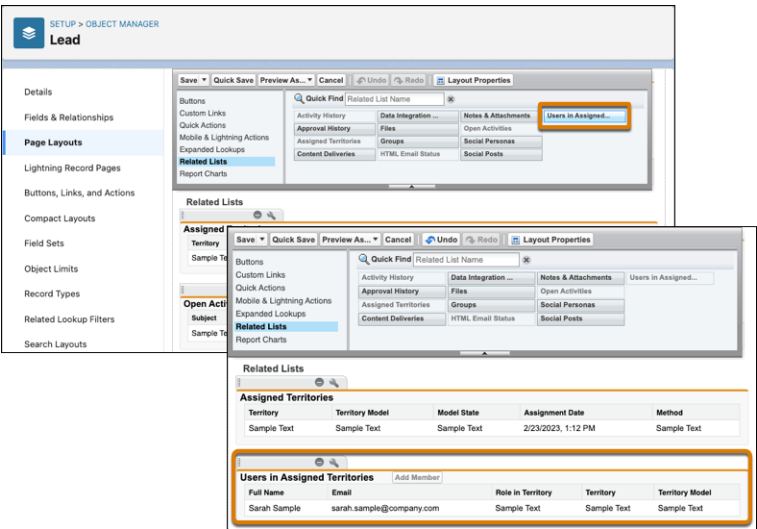 SETUP > OBJECT MANAGER
Lead
Details
Fields & Relationships
Page Layouts
Lightning Record Pages
Buttons, Links, and Actions
Compact Layouts
Field Sets
Object Limits
Record Types
Related Lookup Filters
Search Layouts
Save Quick Save Preview As... Cancel Undo Redo Layout Properties
Buttons
Custom Links
Quick Actions
Mobile & Lightning Actions
Expanded Lookups
Related Lists
Report Charts
Quick Find Related List Name
Activity History Data Integration ... Notes & Attachments Users in Assigned...
Approval History Files Open Activities
Assigned Territories Groups Social Personas
Content Deliveries HTML Email Status Social Posts
Related Lists
Assigned
Territory
Sample Te
Open Acti
Subject
Sample Te
Save Quick Save Preview As... Cancel Undo Redo Layout Properties
Buttons
Custom Links
Quick Actions
Mobile & Lightning Actions
Expanded Lookups
Related Lists
Report Charts
Quick Find Related List Name
Activity History Data Integration ... Notes & Attachments Users in Assigned...
Approval History Files Open Activities
Assigned Territories Groups Social Personas
Content Deliveries HTML Email Status Social Posts
Related Lists
Assigned Territories
Territory Territory Model Model State Assignment Date Method
Sample Text Sample Text Sample Text 2/23/2023, 1:12 PM Sample Text
Users in Assigned Territories Add Member
Full Name Email Role in Territory Territory Territory Model
Sarah Sample sarah.sample@company.com Sample Text Sample Text Sample Text